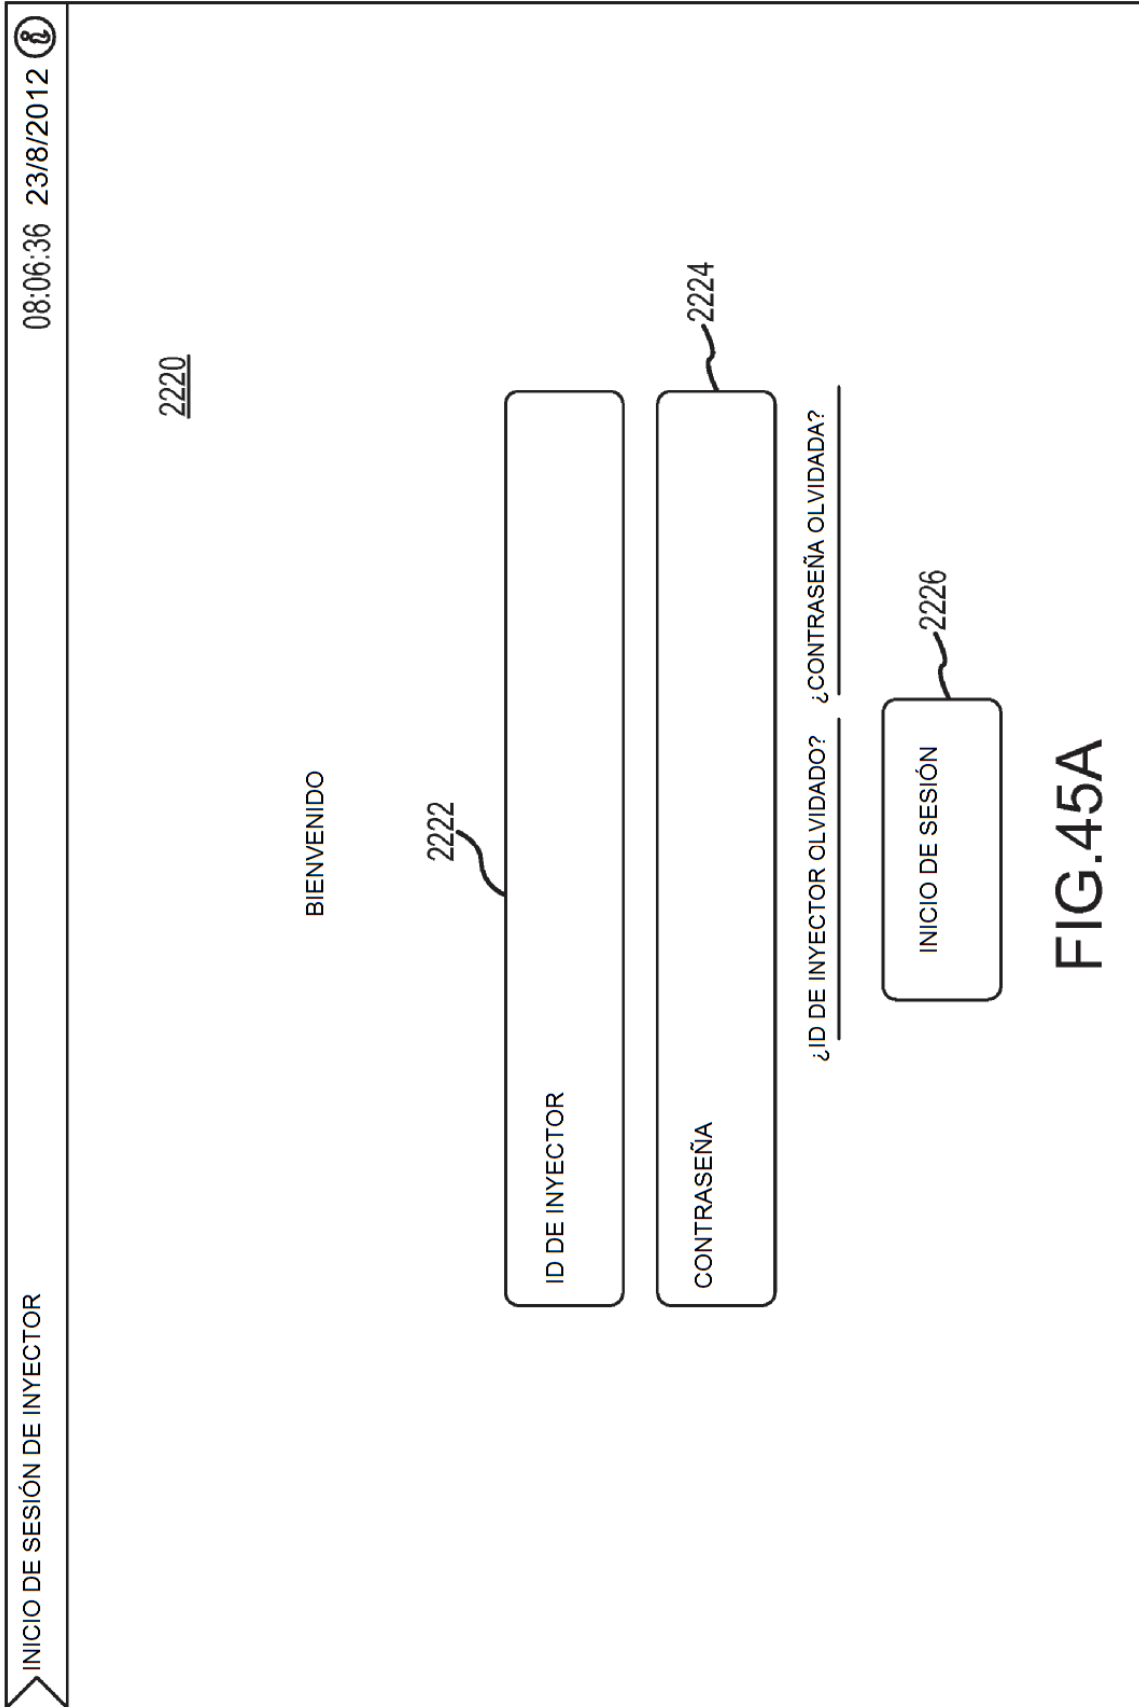 INICIO DE SESIÓN DE INYECTOR 08:06:36 23/8/2012 i
2220
BIENVENIDO
2222
ID DE INYECTOR
2224
CONTRASEÑA
¿ID DE INYECTOR OLVIDADO? ¿CONTRASEÑA OLVIDADA?
2226
INICIO DE SESIÓN
FIG.45A